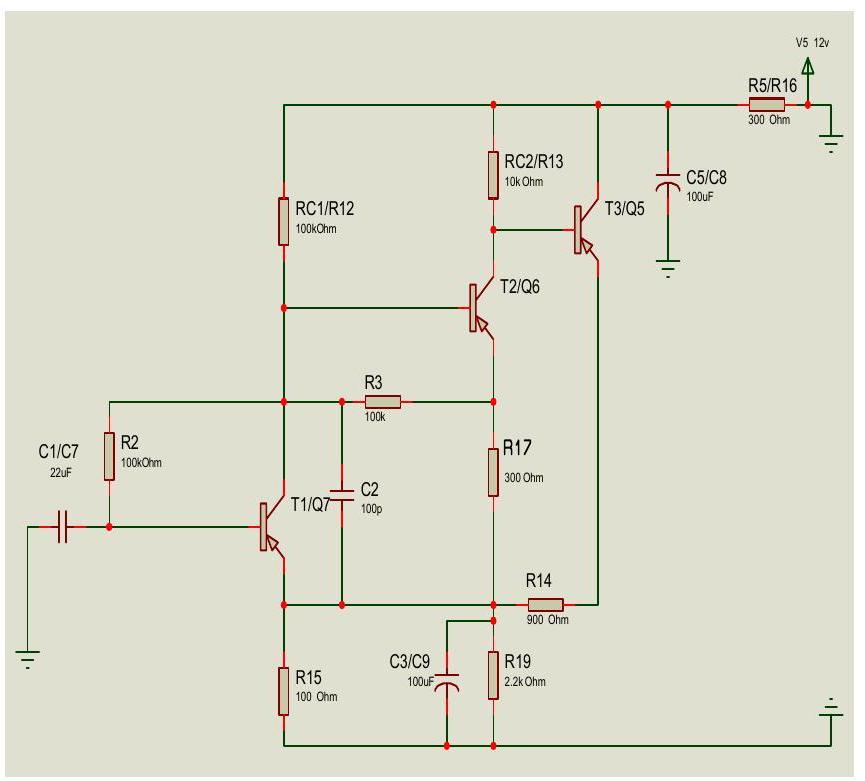 V5 12v
R5/R16
300 Ohm
RC2/R13
10k Ohm
C5/C8
100uF
RC1/R12
100kOhm
T3/Q5
T2/Q6
R3
100k
R2
100kOhm
C1/C7
22uF
R17
300 Ohm
T1/Q7
C2
100p
R14
900 Ohm
C3/C9
100uF
R19
2.2k Ohm
R15
100 Ohm